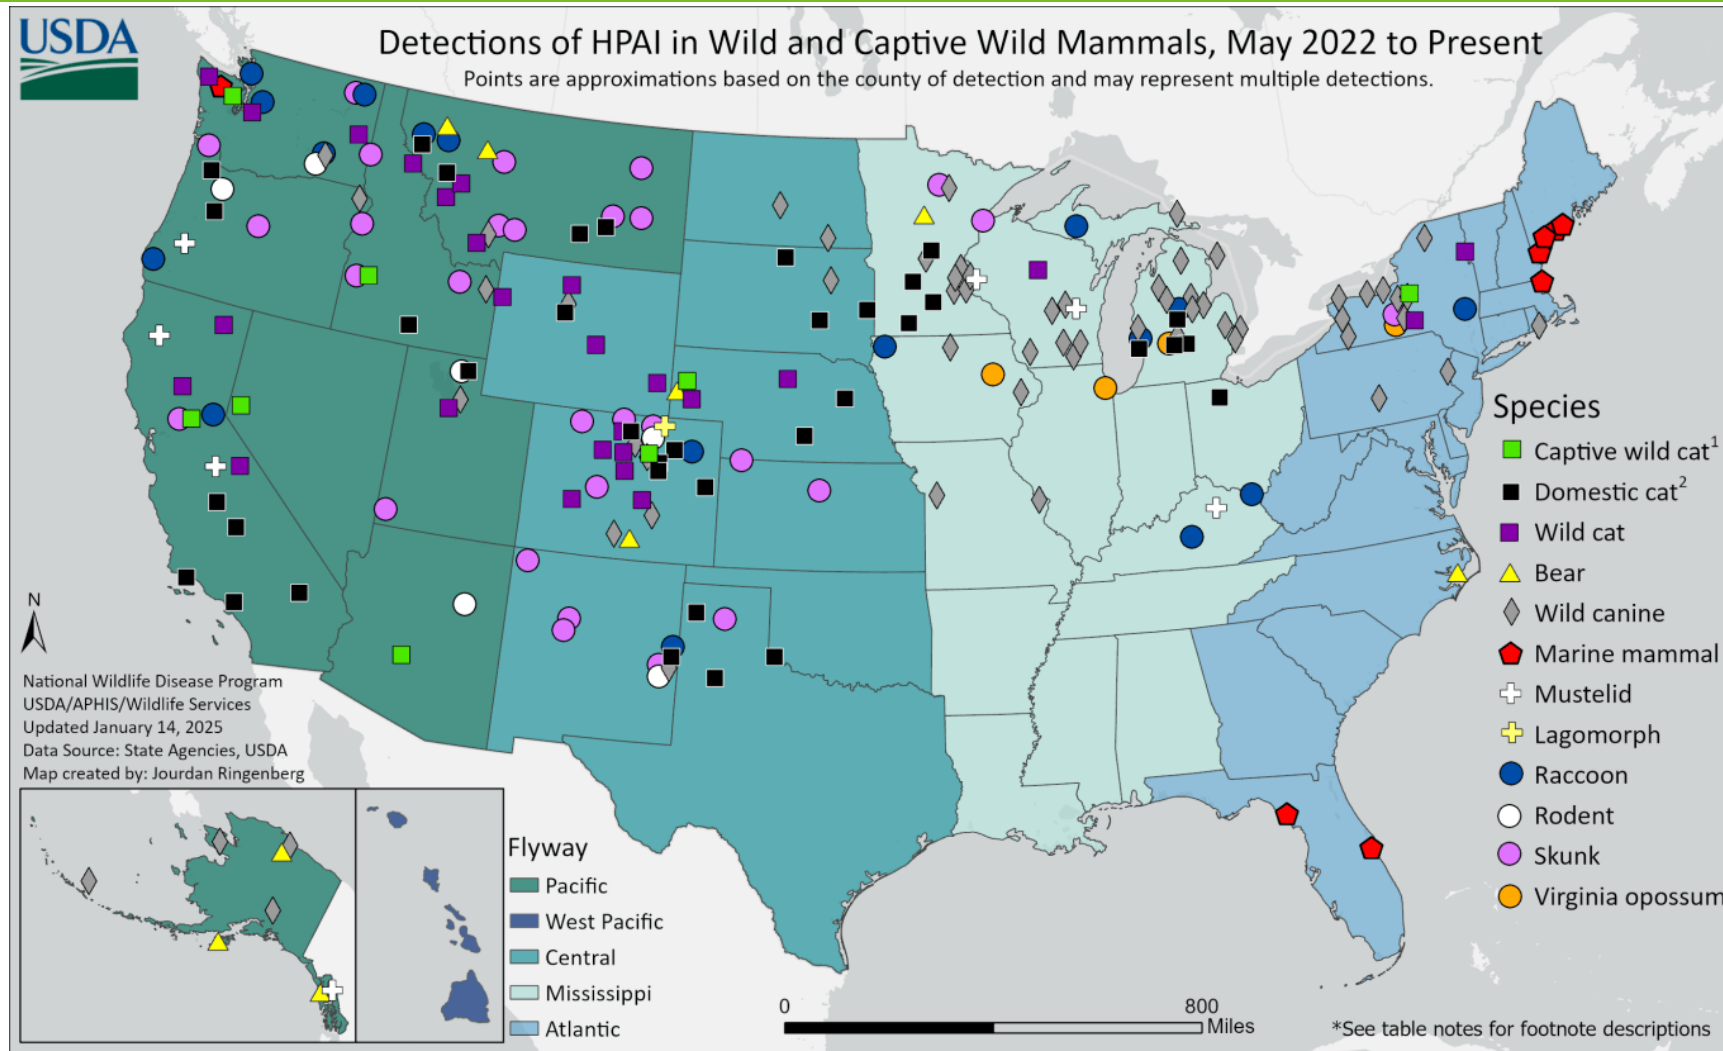 USDA
Detections of HPAI in Wild and Captive Wild Mammals, May 2022 to Present
Points are approximations based on the county of detection and may represent multiple detections.
Species
Captive wild cat1
Domestic cat2
Wild cat
Bear
Wild canine
Marine mammal
Mustelid
Lagomorph
Raccoon
Rodent
Skunk
Virginia opossum
N
National Wildlife Disease Program
USDA/APHIS/Wildlife Services
Updated January 14, 2025
Data Source: State Agencies, USDA
Map created by: Jourdan Ringenberg
Flyway
Pacific
West Pacific
Central
Mississippi
Atlantic
0 800
Miles
*See table notes for footnote descriptions